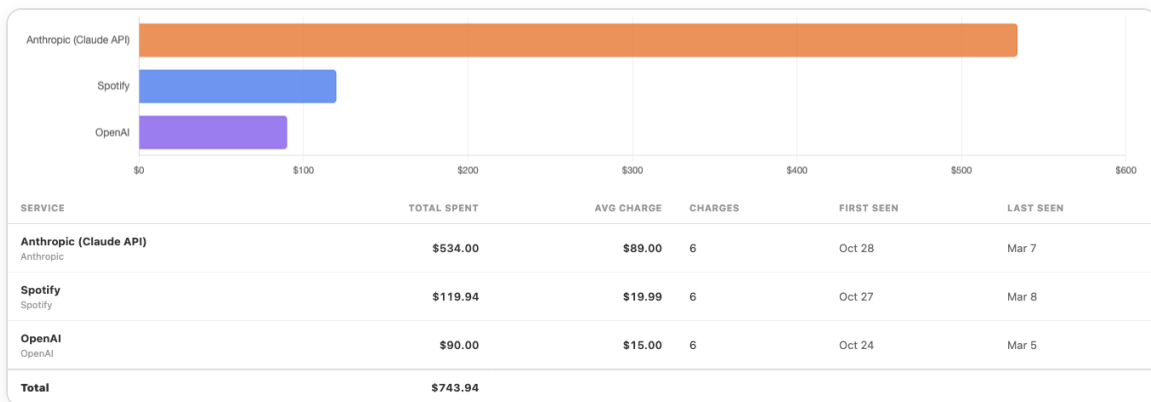 Anthropic (Claude API)
Spotify
OpenAI
$0 $100 $200 $300 $400 $500 $600
SERVICE TOTAL SPENT AVG CHARGE CHARGES FIRST SEEN LAST SEEN
Anthropic (Claude API) $534.00 $89.00 6 Oct 28 Mar 7
Anthropic
Spotify $119.94 $19.99 6 Oct 27 Mar 8
Spotify
OpenAI $90.00 $15.00 6 Oct 24 Mar 5
OpenAI
Total $743.94